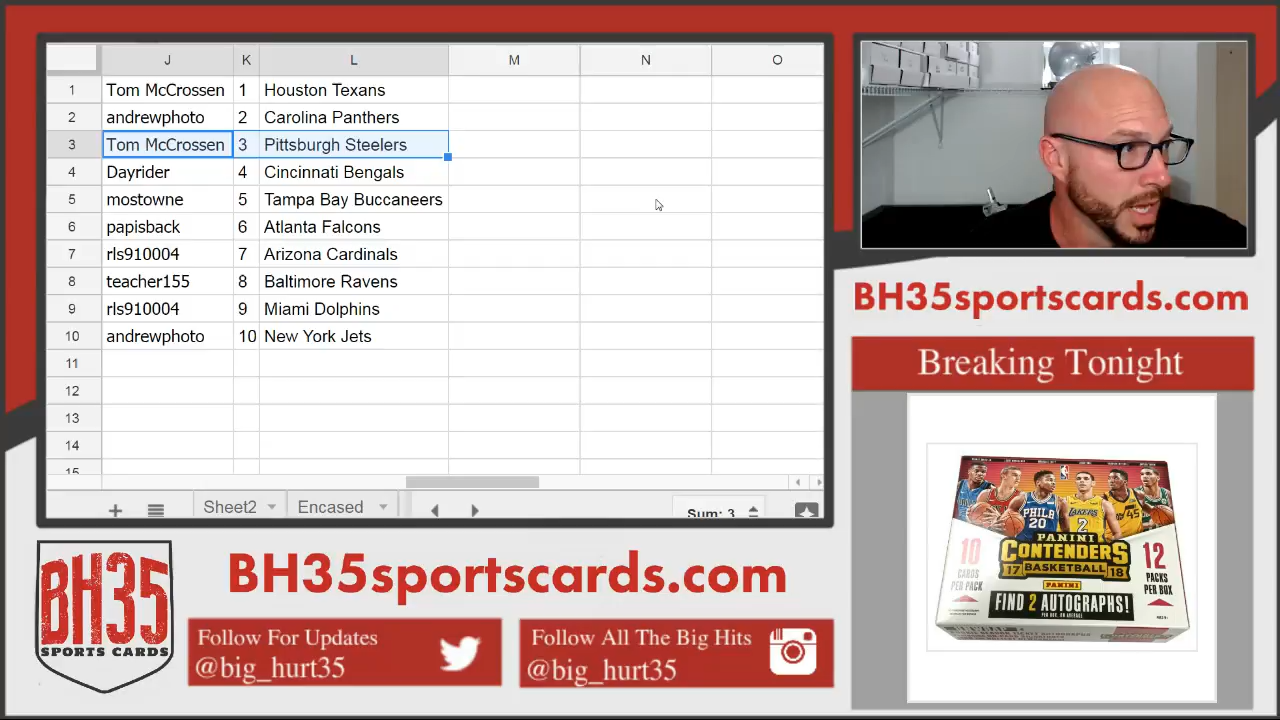 J K L M N O
1 Tom McCrossen 1 Houston Texans
2 andrewphoto 2 Carolina Panthers
3 Tom McCrossen 3 Pittsburgh Steelers
4 Dayrider 4 Cincinnati Bengals
5 mostowne 5 Tampa Bay Buccaneers
6 papisback 6 Atlanta Falcons
7 rls910004 7 Arizona Cardinals
8 teacher155 8 Baltimore Ravens
9 rls910004 9 Miami Dolphins
10 andrewphoto 10 New York Jets
11
12
13
14
15
Sheet2 Encased Sum: 3
BH35sportscards.com
Breaking Tonight
PHILA
20
LAKERS
2
45
10
CARDS
PER PACK
PANINI
CONTENDERS
17 BASKETBALL 18
PANINI
FIND 2 AUTOGRAPHS!
12
PACKS
PER BOX
BH35
SPORTS CARDS
BH35sportscards.com
Follow For Updates
@big_hurt35
Follow All The Big Hits
@big_hurt35